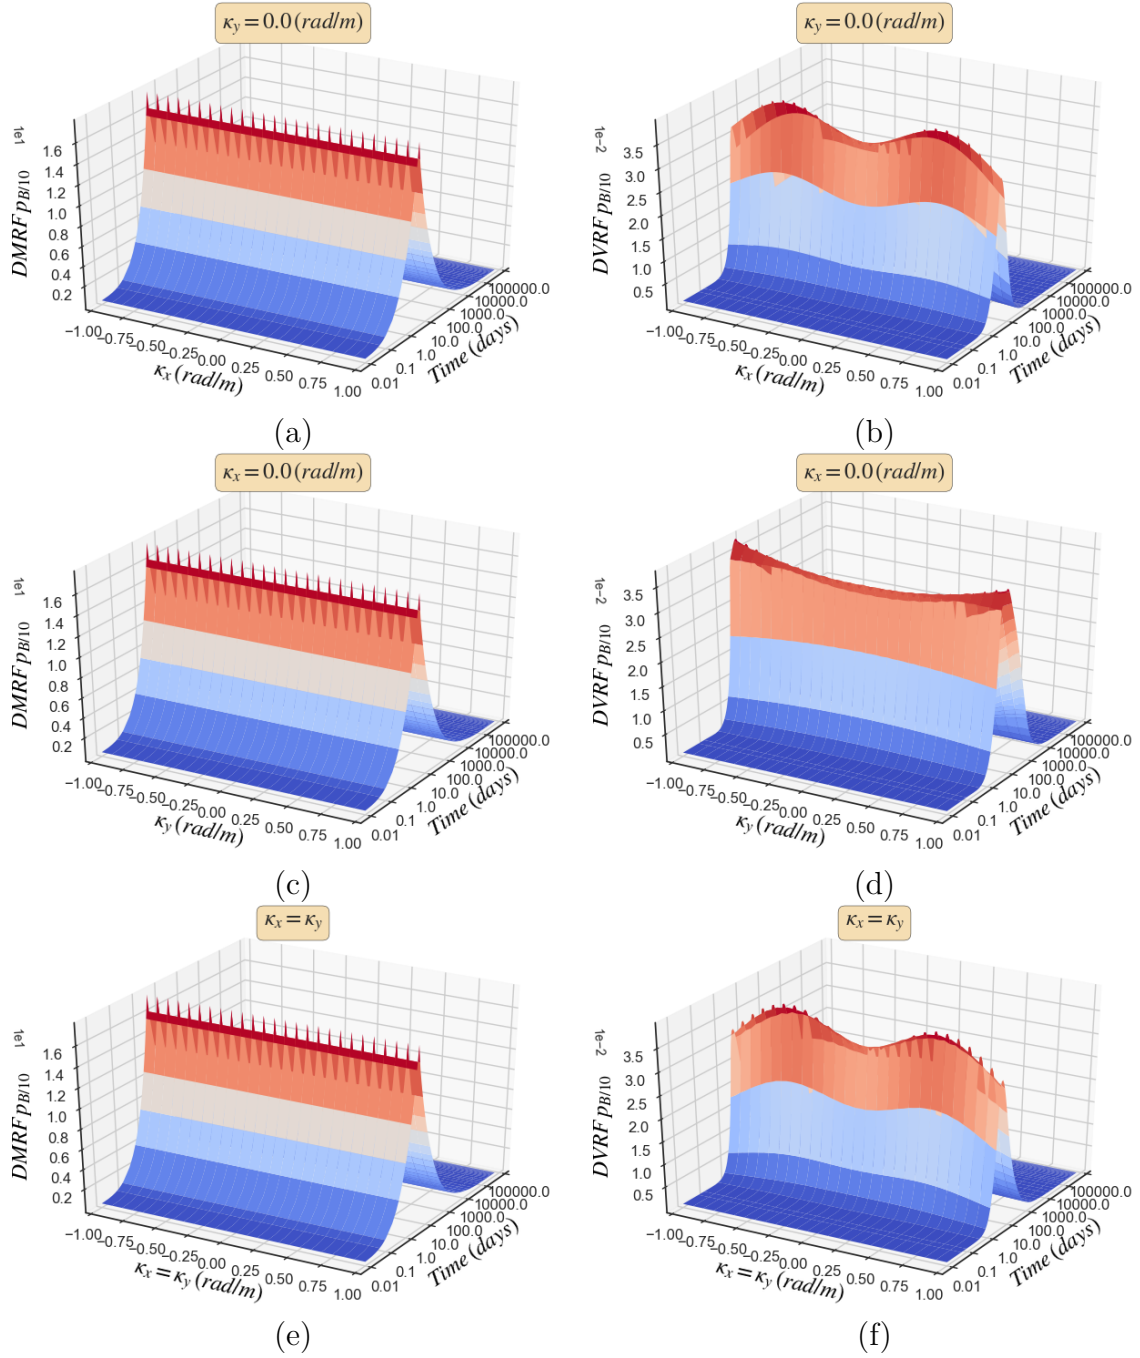 κy = 0.0 (rad/m)
1e1
DMRF pB/10
1.6
1.4
1.2
1.0
0.8
0.6
0.4
0.2
−1.00 −0.75 −0.50 −0.25 0.00 0.25 0.50 0.75 1.00
κx (rad/m)
0.01 0.1 1.0 10.0 100.0 1000.0 10000.0 100000.0
Time (days)
(a)
κy = 0.0 (rad/m)
1e−2
DVRF pB/10
3.5
3.0
2.5
2.0
1.5
1.0
0.5
−1.00 −0.75 −0.50 −0.25 0.00 0.25 0.50 0.75 1.00
κx (rad/m)
0.01 0.1 1.0 10.0 100.0 1000.0 10000.0 100000.0
Time (days)
(b)
κx = 0.0 (rad/m)
1e1
DMRF pB/10
1.6
1.4
1.2
1.0
0.8
0.6
0.4
0.2
−1.00 −0.75 −0.50 −0.25 0.00 0.25 0.50 0.75 1.00
κy (rad/m)
0.01 0.1 1.0 10.0 100.0 1000.0 10000.0 100000.0
Time (days)
(c)
κx = 0.0 (rad/m)
1e−2
DVRF pB/10
3.5
3.0
2.0
1.5
1.0
0.5
−1.00 −0.75 −0.50 −0.25 0.00 0.25 0.50 0.75 1.00
κy (rad/m)
0.01 0.1 1.0 10.0 100.0 1000.0 10000.0 100000.0
Time (days)
(d)
κx = κy
1e1
DMRF pB/10
1.6
1.4
1.2
1.0
0.8
0.6
0.4
0.2
−1.00 −0.75 −0.50 −0.25 0.00 0.25 0.50 0.75 1.00
κx = κy (rad/m)
0.01 0.1 1.0 10.0 100.0 1000.0 10000.0 100000.0
Time (days)
(e)
κx = κy
1e−2
DVRF pB/10
3.5
3.0
2.5
2.0
1.5
1.0
0.5
−1.00 −0.75 −0.50 −0.25 0.00 0.25 0.50 0.75 1.00
κx = κy (rad/m)
0.01 0.1 1.0 10.0 100.0 1000.0 10000.0 100000.0
Time (days)
(f)